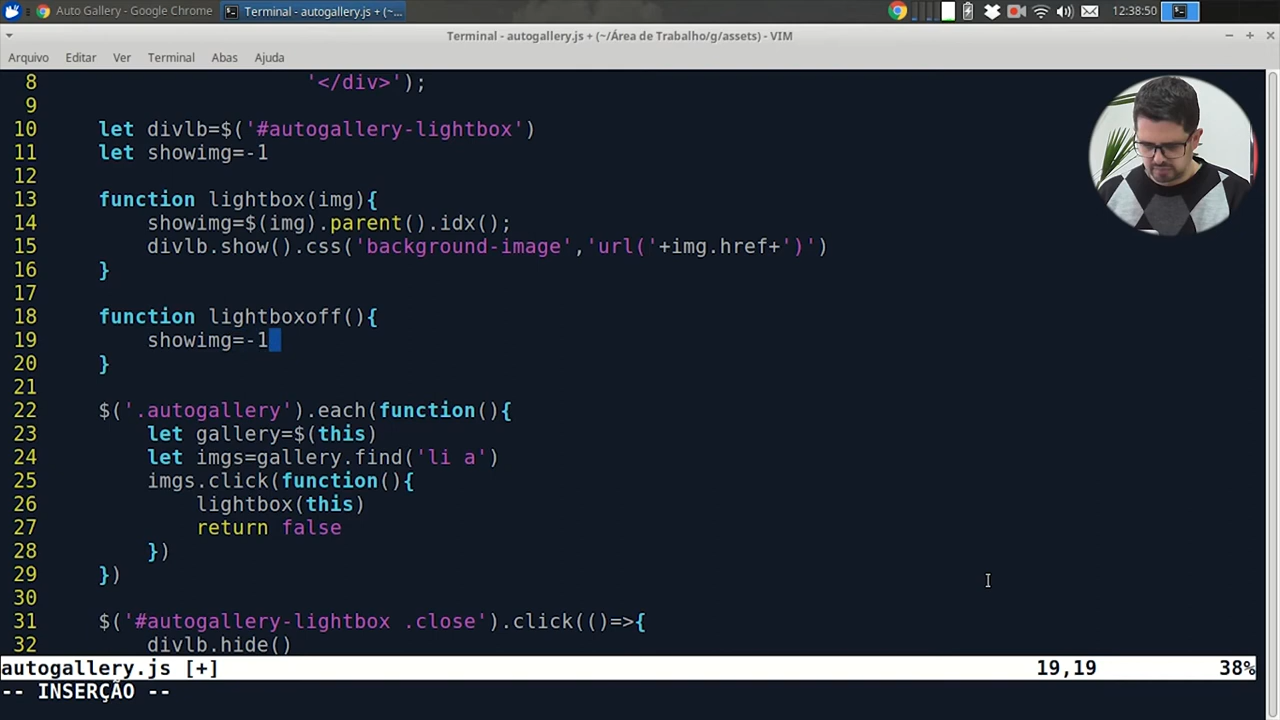 Auto Gallery - Google Chrome
Terminal - autogallery.js + (~...
12:38:50
Terminal - autogallery.js + (~/Área de Trabalho/g/assets) - VIM
Arquivo Editar Ver Terminal Abas Ajuda
8 '</div>');
9
10 let divlb=$('#autogallery-lightbox')
11 let showimg=-1
12
13 function lightbox(img){
14 showimg=$(img).parent().idx();
15 divlb.show().css('background-image','url('+img.href+')')
16 }
17
18 function lightboxoff(){
19 showimg=-1
20 }
21
22 $('.autogallery').each(function(){
23 let gallery=$(this)
24 let imgs=gallery.find('li a')
25 imgs.click(function(){
26 lightbox(this)
27 return false
28 })
29 })
30
31 $('#autogallery-lightbox .close').click(()=>{
32 divlb.hide()
autogallery.js [+] 19,19 38%
-- INSERÇÃO --